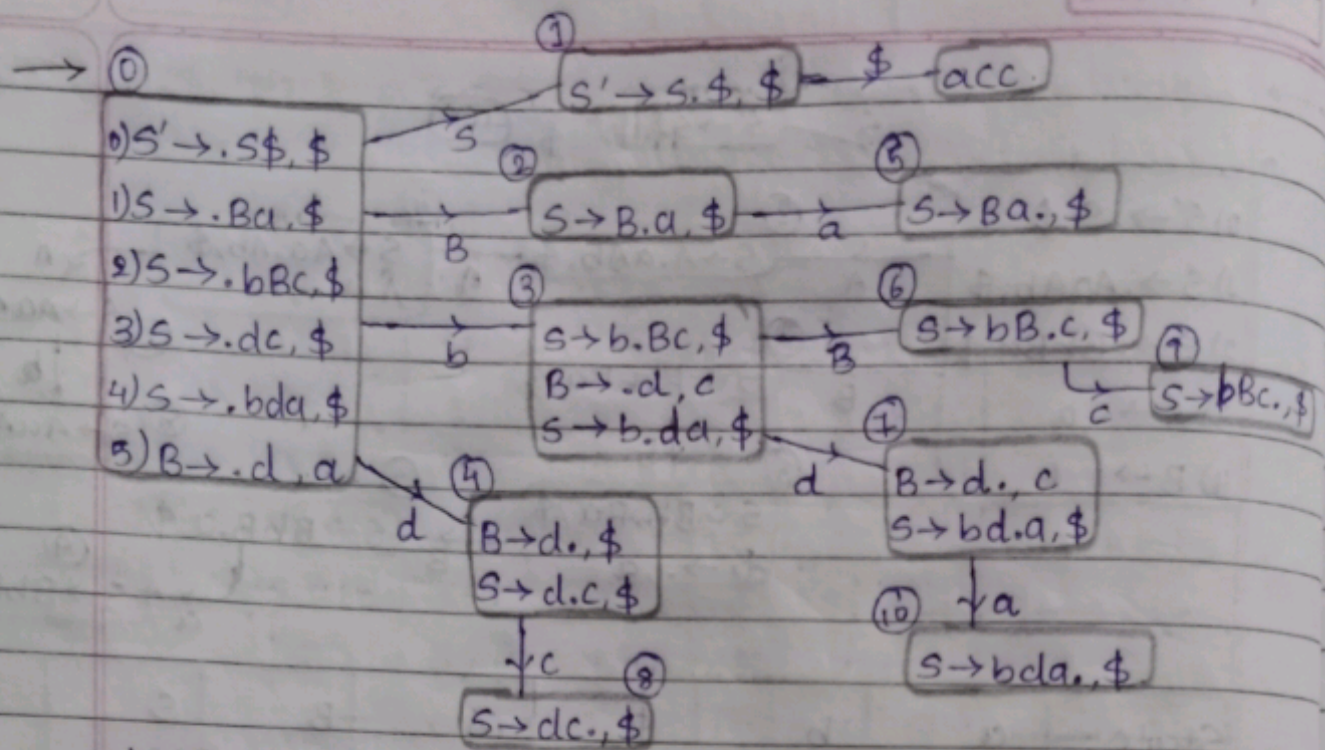 → 0
0) S' → .S$, $
1) S → .Ba, $
2) S → .bBc, $
3) S → .dc, $
4) S → .bda, $
5) B → .d, a
S
1
S' → S.$, $
$
acc
B
2
S → B.a, $
a
5
S → Ba., $
b
3
S → b.Bc, $
B → .d, c
S → b.da, $
B
6
S → bB.c, $
c
9
S → bBc., $
d
7
B → d., c
S → bd.a, $
a
10
S → bda., $
d
4
B → d., $
S → d.c, $
c
8
S → dc., $